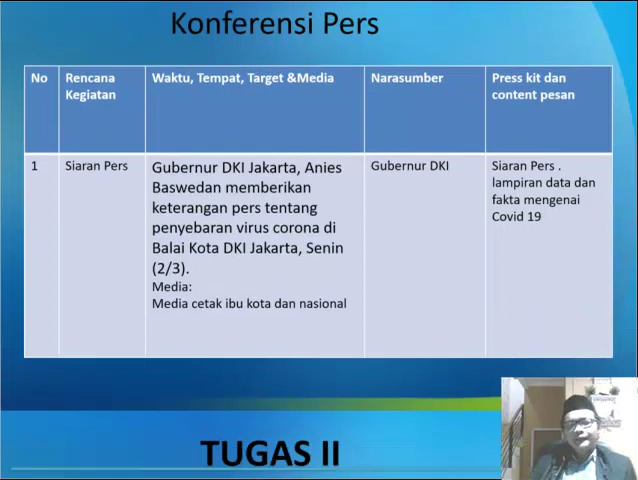 Konferensi Pers
No
Rencana
Kegiatan
Waktu, Tempat, Target &Media
Narasumber
Press kit dan
content pesan
1
Siaran Pers
Gubernur DKI Jakarta, Anies
Baswedan memberikan
keterangan pers tentang
penyebaran virus corona di
Balai Kota DKI Jakarta, Senin
(2/3).
Media:
Media cetak ibu kota dan nasional
Gubernur DKI
Siaran Pers .
lampiran data dan
fakta mengenai
Covid 19
TUGAS II